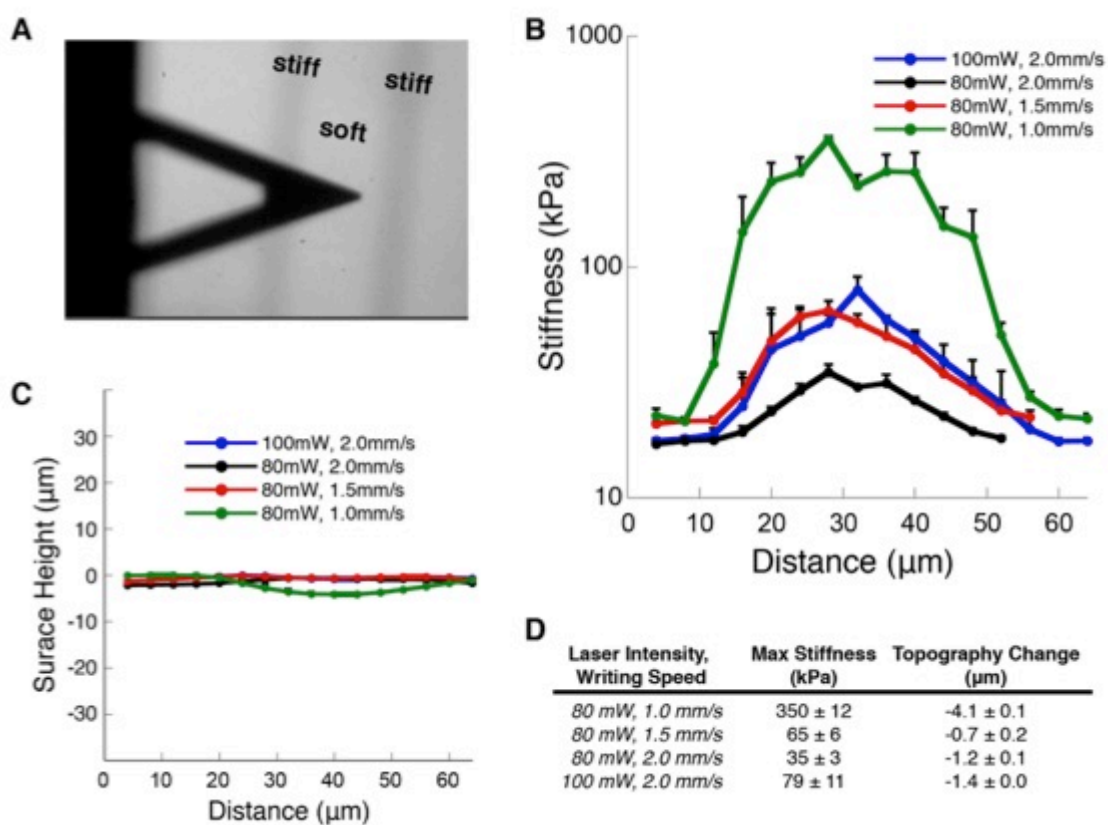 A
stiff
stiff
soft
B
1000
100
10
Stiffness (kPa)
0 10 20 30 40 50 60
Distance (µm)
100mW, 2.0mm/s
80mW, 2.0mm/s
80mW, 1.5mm/s
80mW, 1.0mm/s
C
30
20
10
0
-10
-20
-30
Surace Height (µm)
0 10 20 30 40 50 60
Distance (µm)
100mW, 2.0mm/s
80mW, 2.0mm/s
80mW, 1.5mm/s
80mW, 1.0mm/s
D
Laser Intensity, Max Stiffness Topography Change
Writing Speed (kPa) (µm)
80 mW, 1.0 mm/s 350 ± 12 -4.1 ± 0.1
80 mW, 1.5 mm/s 65 ± 6 -0.7 ± 0.2
80 mW, 2.0 mm/s 35 ± 3 -1.2 ± 0.1
100 mW, 2.0 mm/s 79 ± 11 -1.4 ± 0.0